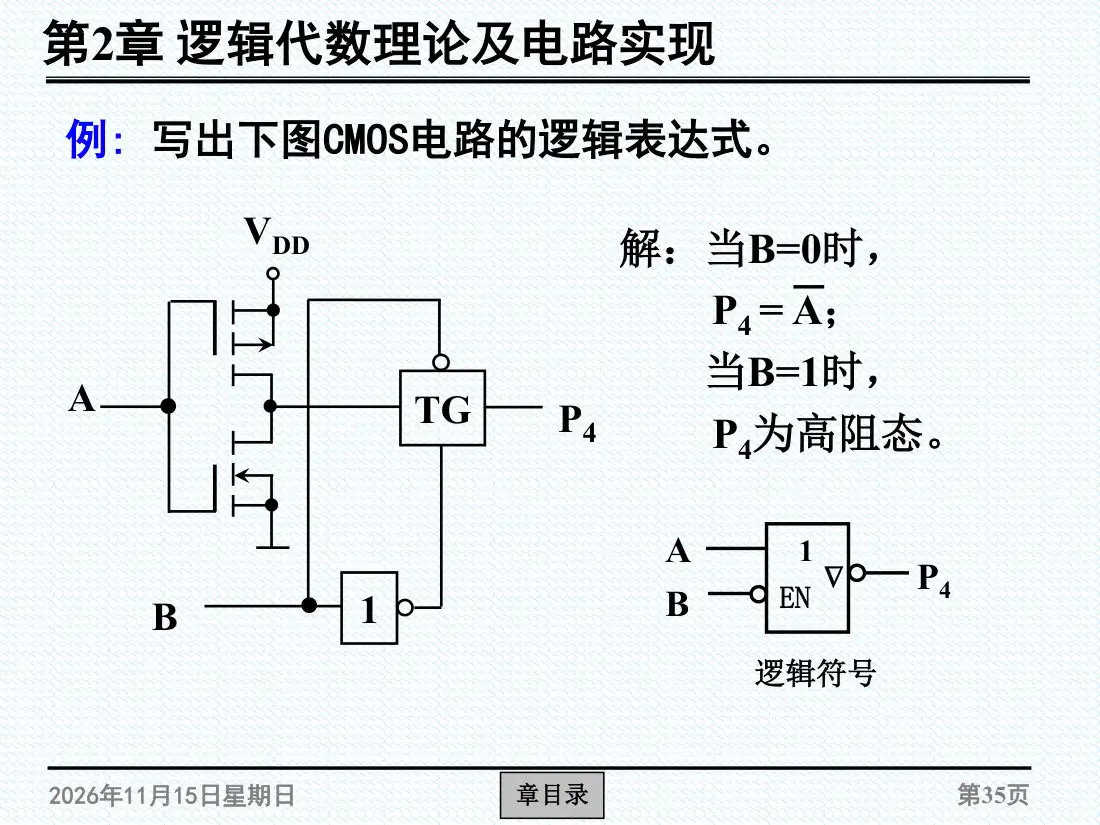 第2章 逻辑代数理论及电路实现
例: 写出下图CMOS电路的逻辑表达式。
VDD
A
TG
P4
B
1
解：当B=0时，
P4 = A̅；
当B=1时，
P4为高阻态。
A
1
∇
B
EN
P4
逻辑符号
2026年11月15日星期日
章目录
第35页